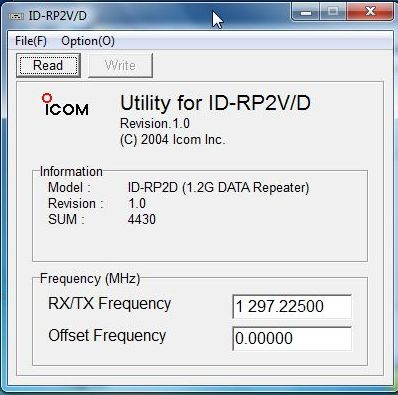 ID-RP2V/D
File(F) Option(O)
Read Write
ICOM Utility for ID-RP2V/D
Revision.1.0
(C) 2004 Icom Inc.
Information
Model : ID-RP2D (1.2G DATA Repeater)
Revision : 1.0
SUM : 4430
Frequency (MHz)
RX/TX Frequency 1 297.22500
Offset Frequency 0.00000